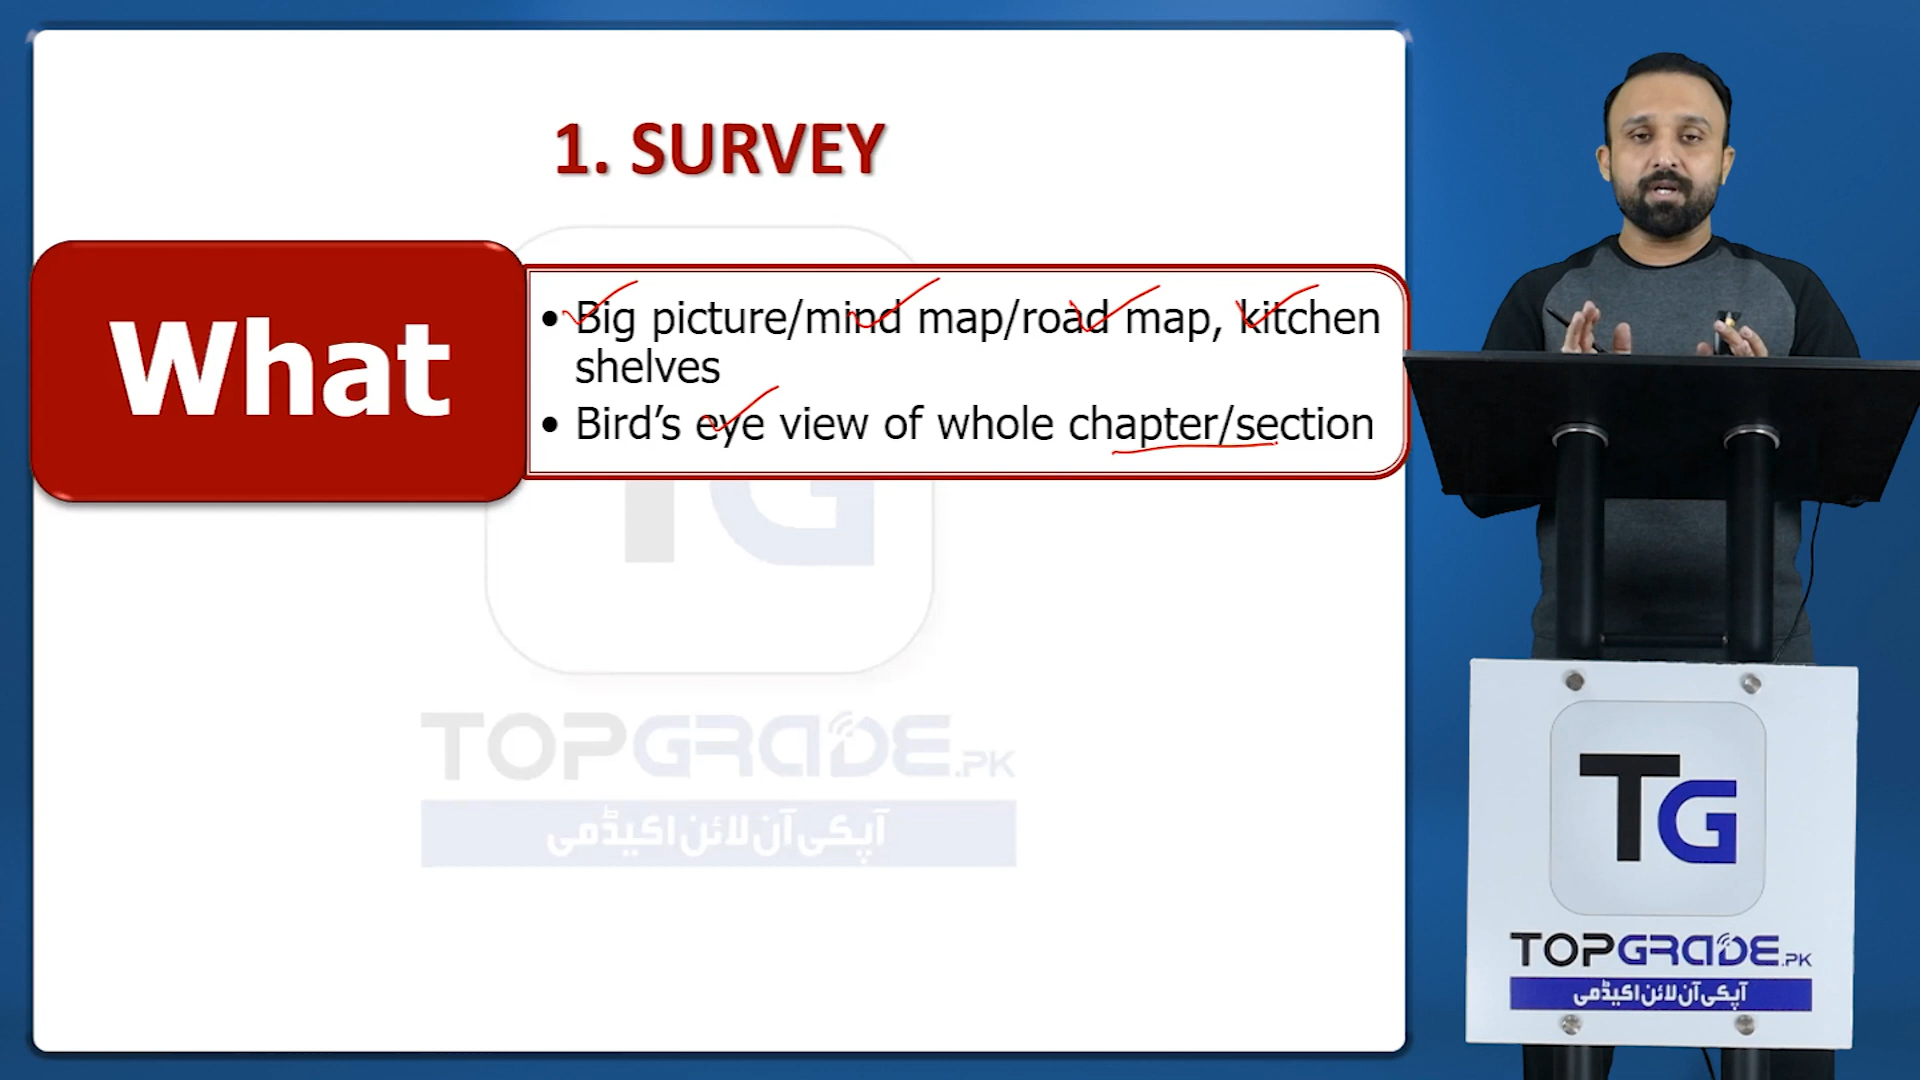 1. SURVEY
What
• Big picture/mind map/road map, kitchen
shelves
• Bird’s eye view of whole chapter/section
TG
TOPGRADE.PK
آپکی آن لائن اکیڈمی
TG
TOPGRADE.PK
آپکی آن لائن اکیڈمی